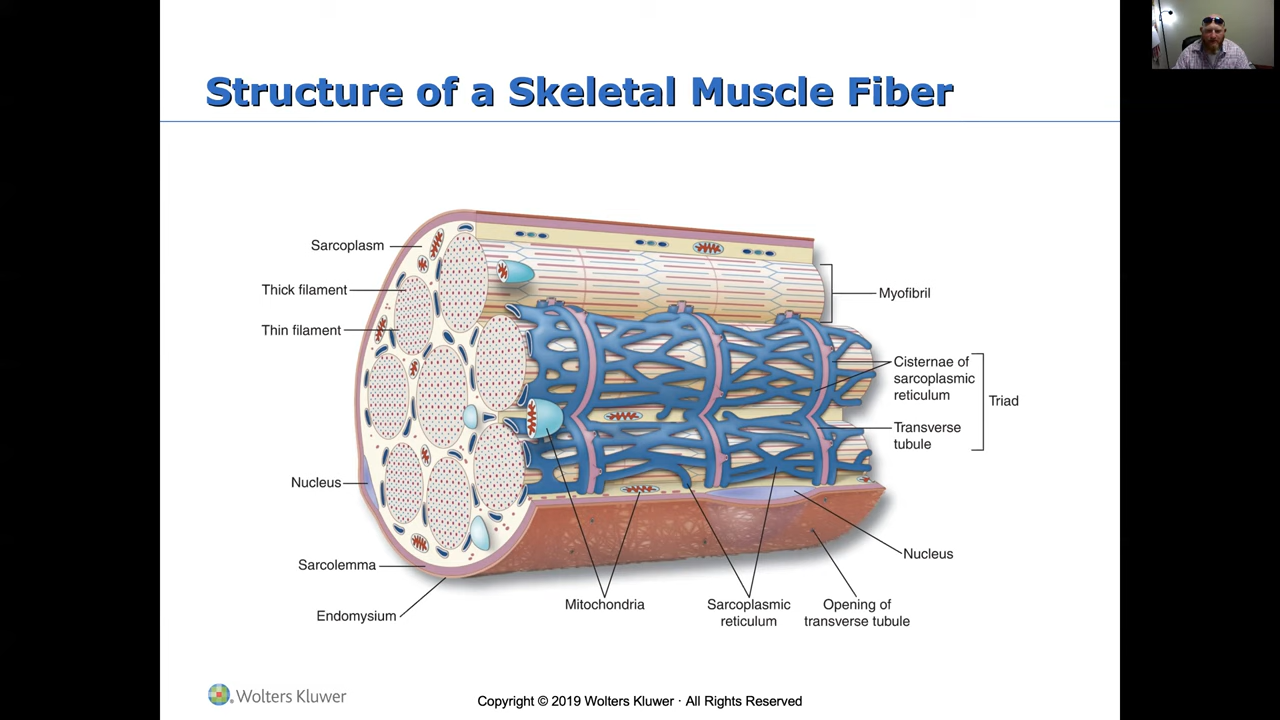 Structure of a Skeletal Muscle Fiber
Sarcoplasm
Thick filament
Thin filament
Myofibril
Cisternae of
sarcoplasmic
reticulum
Triad
Transverse
tubule
Nucleus
Nucleus
Sarcolemma
Endomysium
Mitochondria
Sarcoplasmic
reticulum
Opening of
transverse tubule
Wolters Kluwer
Copyright © 2019 Wolters Kluwer · All Rights Reserved